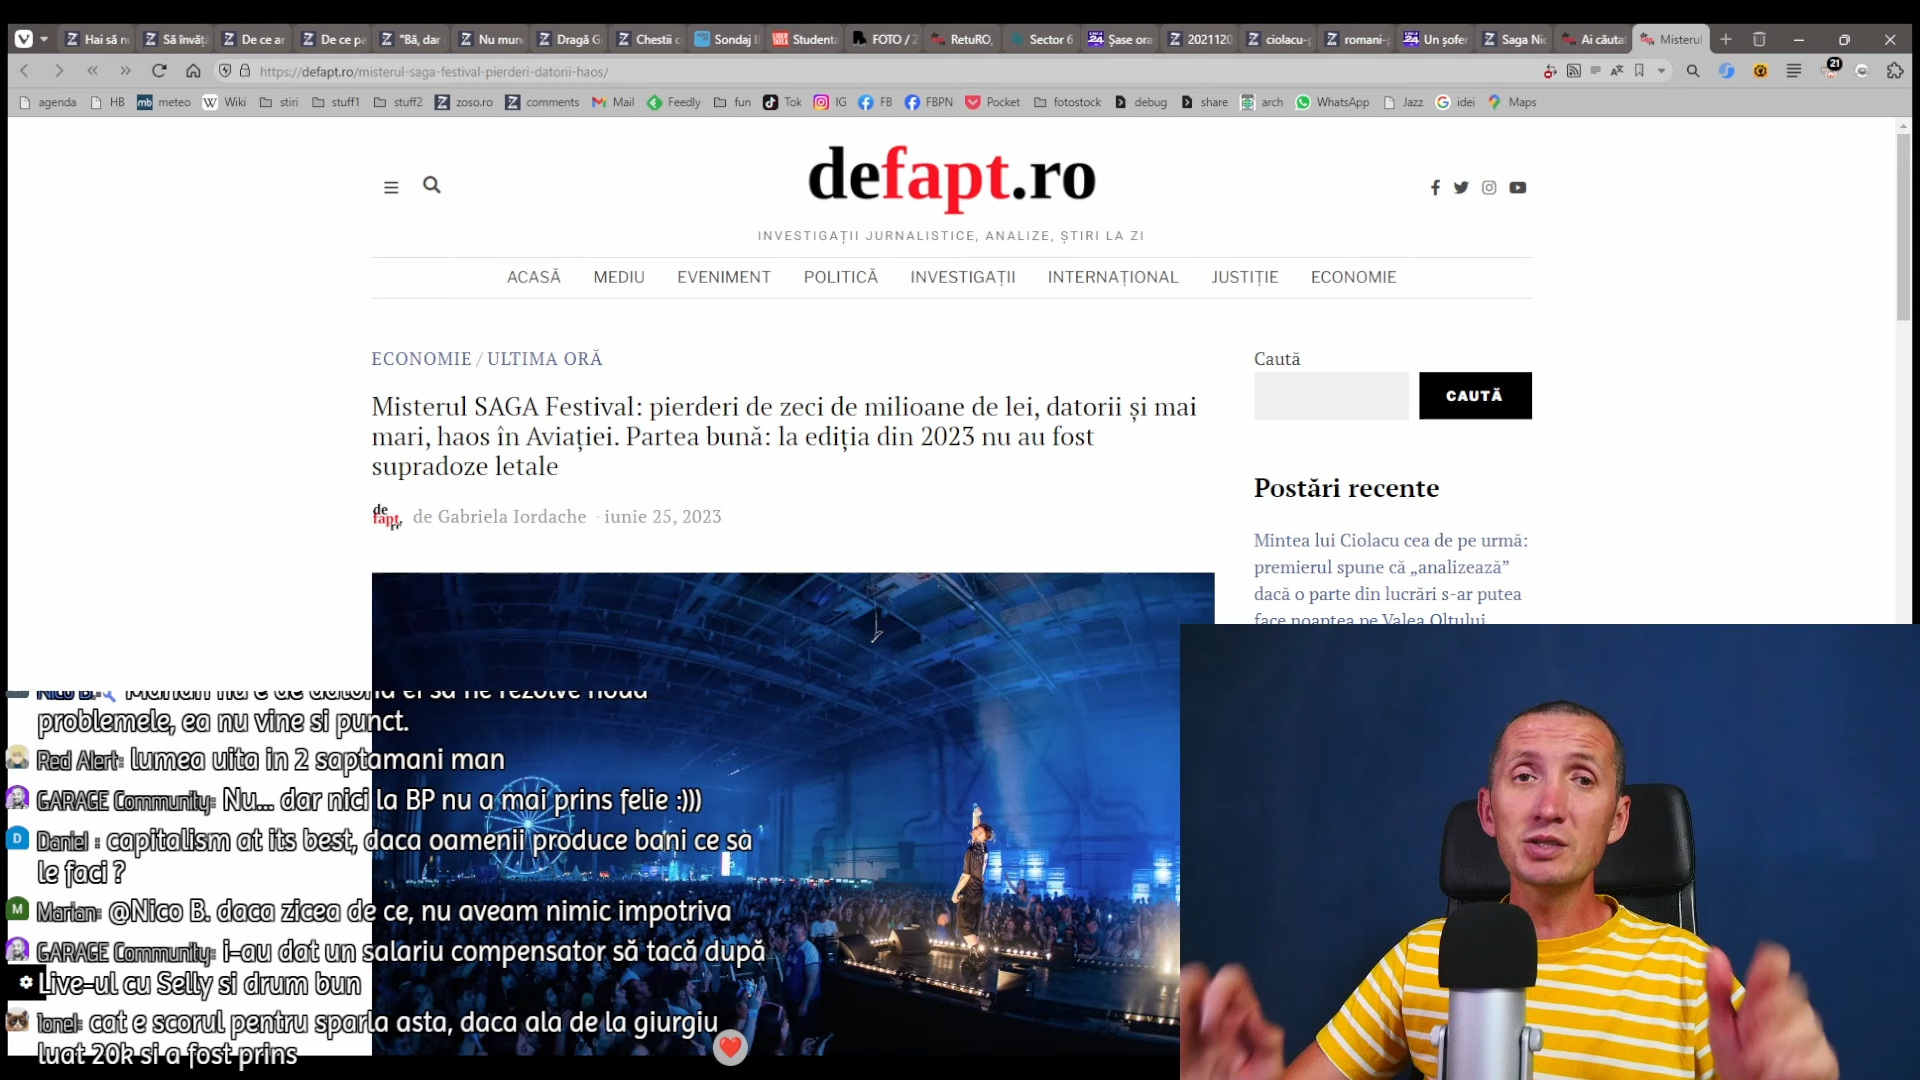 Hai să n
Să învăț
De ce ar
De ce pa
"Bă, dar
Nu mun
Dragă G
Chestii c
Sondaj I
Studenta
FOTO / Z
RetuRO,
Sector 6
Șase ora
2021120
ciolacu-
romani-
Un șofer
Saga Nic
Ai căuta
Misterul
https://defapt.ro/misterul-saga-festival-pierderi-datorii-haos/
21
agenda HB meteo Wiki stiri stuff1 stuff2 zoso.ro comments Mail Feedly fun Tok IG FB FBPN Pocket fotostock debug share arch WhatsApp Jazz idei Maps
defapt.ro
INVESTIGAȚII JURNALISTICE, ANALIZE, ȘTIRI LA ZI
ACASĂ MEDIU EVENIMENT POLITICĂ INVESTIGAȚII INTERNAȚIONAL JUSTIȚIE ECONOMIE
ECONOMIE / ULTIMA ORĂ
Misterul SAGA Festival: pierderi de zeci de milioane de lei, datorii și mai
mari, haos în Aviației. Partea bună: la ediția din 2023 nu au fost
supradoze letale
de Gabriela Iordache · iunie 25, 2023
Caută
CAUTĂ
Postări recente
Mintea lui Ciolacu cea de pe urmă:
premierul spune că „analizează”
dacă o parte din lucrări s-ar putea
face noaptea pe Valea Oltului
problemele, ea nu vine si punct.
Red Alert: lumea uita in 2 saptamani man
GARAGE Community: Nu... dar nici la BP nu a mai prins felie :)))
Daniel : capitalism at its best, daca oamenii produce bani ce sa
le faci ?
Marian: @Nico B. daca zicea de ce, nu aveam nimic impotriva
GARAGE Community: i-au dat un salariu compensator să tacă după
Live-ul cu Selly si drum bun
Ionel: cat e scorul pentru sparla asta, daca ala de la giurgiu
luat 20k si a fost prins